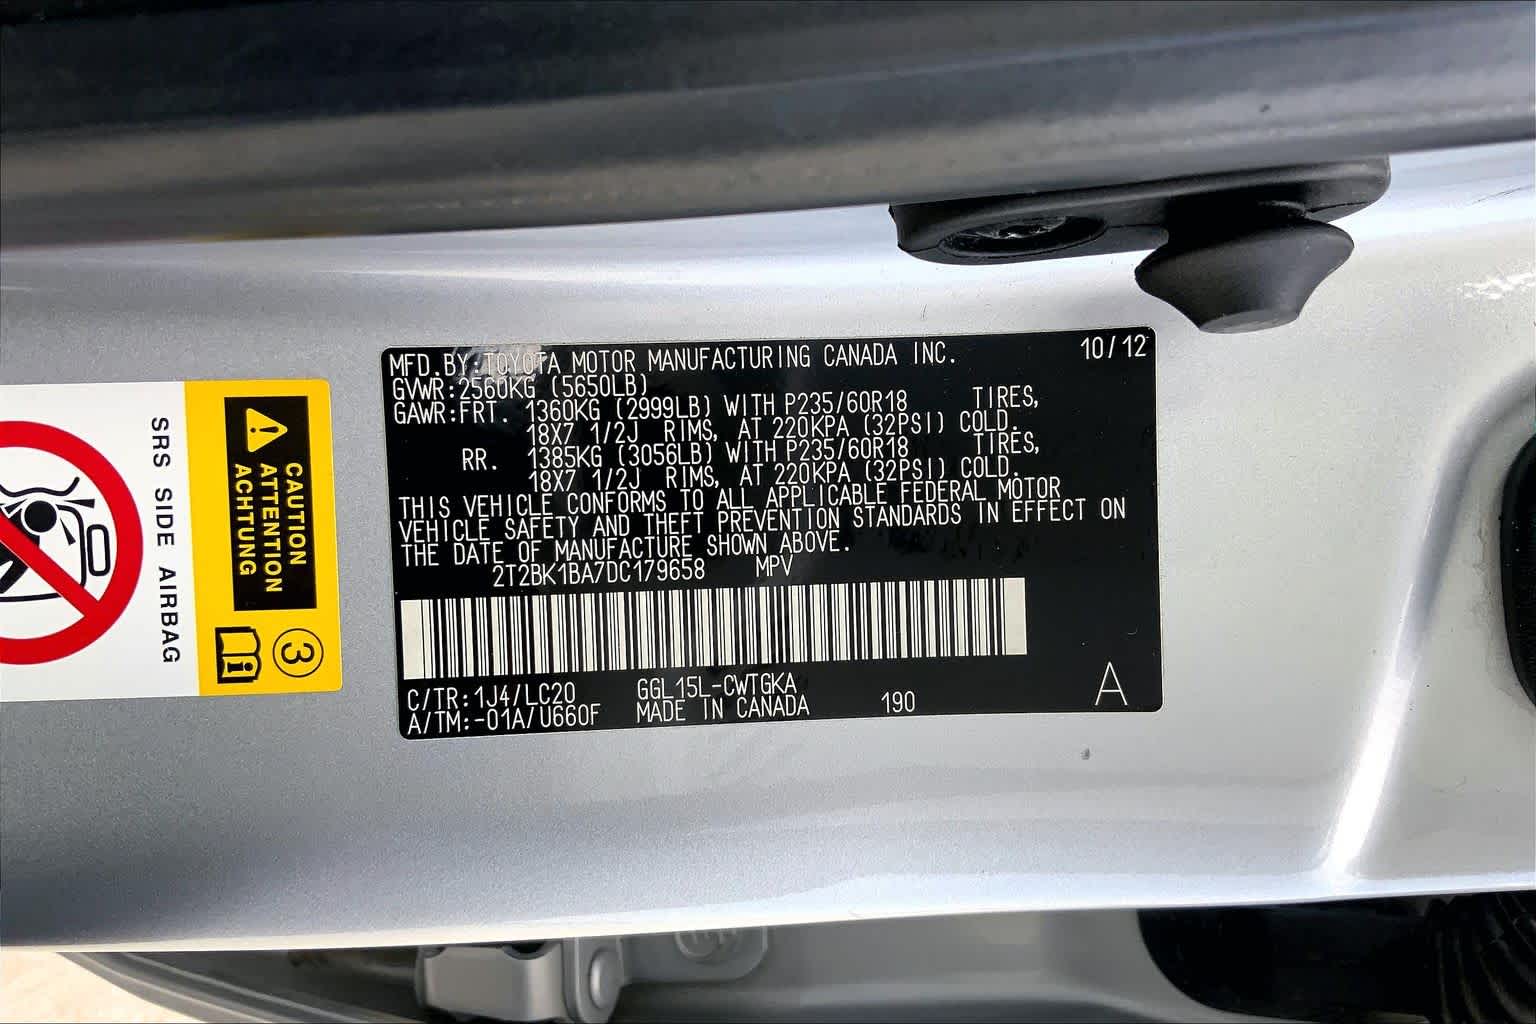 MFD.BY:TOYOTA MOTOR MANUFACTURING CANADA INC. 10/12
GVWR:2560KG (5650LB)
GAWR:FRT. 1360KG (2999LB) WITH P235/60R18 TIRES,
18X7 1/2J RIMS, AT 220KPA (32PSI) COLD.
RR. 1385KG (3056LB) WITH P235/60R18 TIRES,
18X7 1/2J RIMS, AT 220KPA (32PSI) COLD.
THIS VEHICLE CONFORMS TO ALL APPLICABLE FEDERAL MOTOR
VEHICLE SAFETY AND THEFT PREVENTION STANDARDS IN EFFECT ON
THE DATE OF MANUFACTURE SHOWN ABOVE.
2T2BK1BA7DC179658 MPV
C/TR:1J4/LC20 GGL15L-CWTGKA
A/TM:-01A/U660F MADE IN CANADA 190 A
CAUTION
ATTENTION
ACHTUNG
3
SRS SIDE AIRBAG